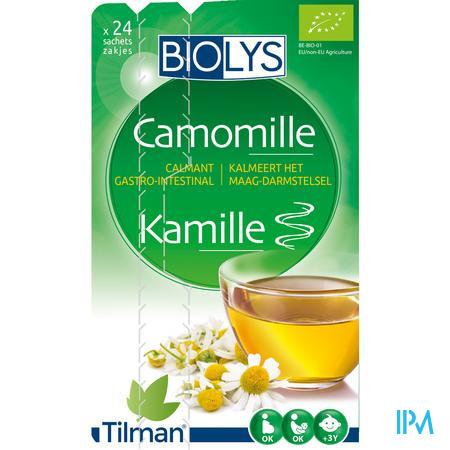 x 24
sachets
zakjes
BIOLYS
BE-BIO-01
EU/non-EU Agriculture
Camomille
CALMANT
GASTRO-INTESTINAL
KALMEERT HET
MAAG-DARMSTELSEL
Kamille
Tilman®
OK
OK
+3Y
IPM